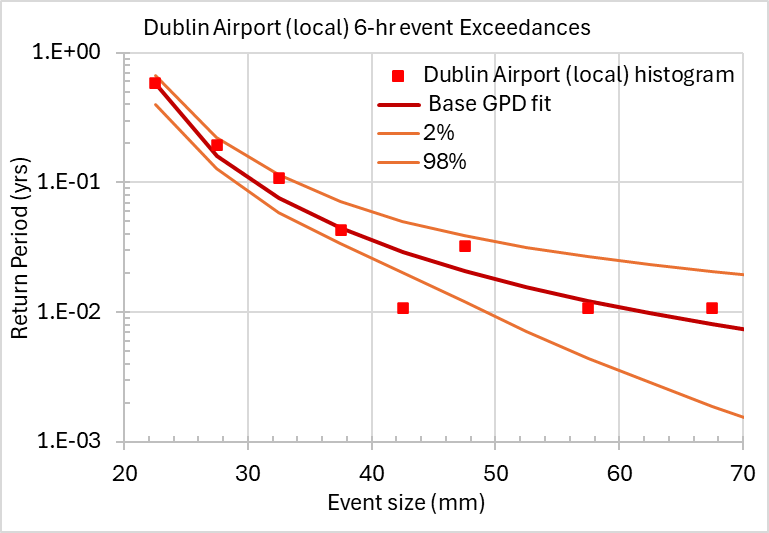 Dublin Airport (local) 6-hr event Exceedances
1.E+00
Dublin Airport (local) histogram
Base GPD fit
2%
98%
1.E-01
Return Period (yrs)
1.E-02
1.E-03
20 30 40 50 60 70
Event size (mm)